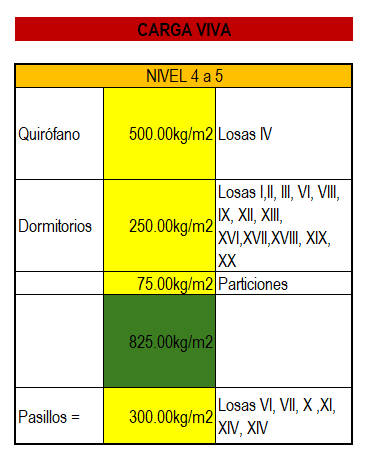 CARGA VIVA
NIVEL 4 a 5
Quirófano 500.00kg/m2 Losas IV
Dormitorios 250.00kg/m2 Losas I,II, III, VI, VIII,
IX, XII, XIII,
XVI,XVII,XVIII, XIX,
XX
75.00kg/m2 Particiones
825.00kg/m2
Pasillos = 300.00kg/m2 Losas VI, VII, X ,XI,
XIV, XIV